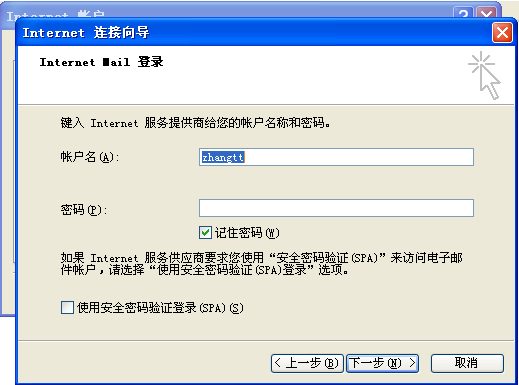 Internet 帐户
Internet 连接向导
Internet Mail 登录
键入 Internet 服务提供商给您的帐户名称和密码。
帐户名(A):
zhangtt
密码(P):
记住密码(W)
如果 Internet 服务供应商要求您使用“安全密码验证(SPA)”来访问电子邮
件帐户，请选择“使用安全密码验证(SPA)登录”选项。
使用安全密码验证登录(SPA)(S)
< 上一步(B)
下一步(N) >
取消